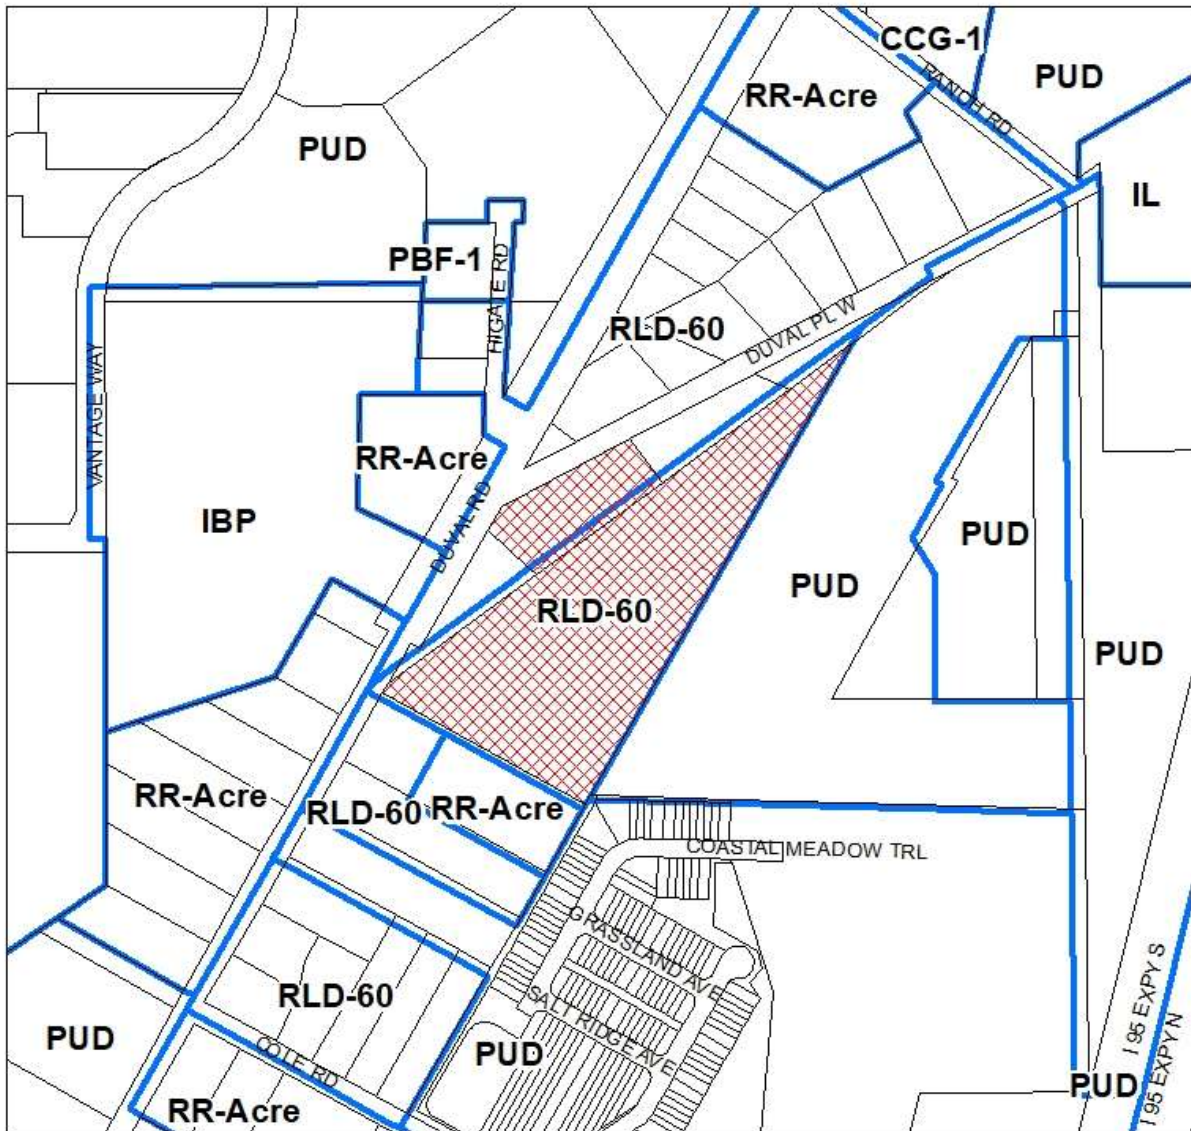 CCG-1
PUD
RANCH RD
RR-Acre
PUD
IL
PBF-1
HIGATE RD
RLD-60
DUVAL PL W
VANTAGE WAY
RR-Acre
IBP
DUVAL RD
PUD
PUD
RLD-60
PUD
RR-Acre
RLD-60
RR-Acre
COASTAL MEADOW TRL
GRASSLAND AVE
SALT RIDGE AVE
RLD-60
PUD
COLE RD
PUD
RR-Acre
I 95 EXPY S
I 95 EXPY N
PUD